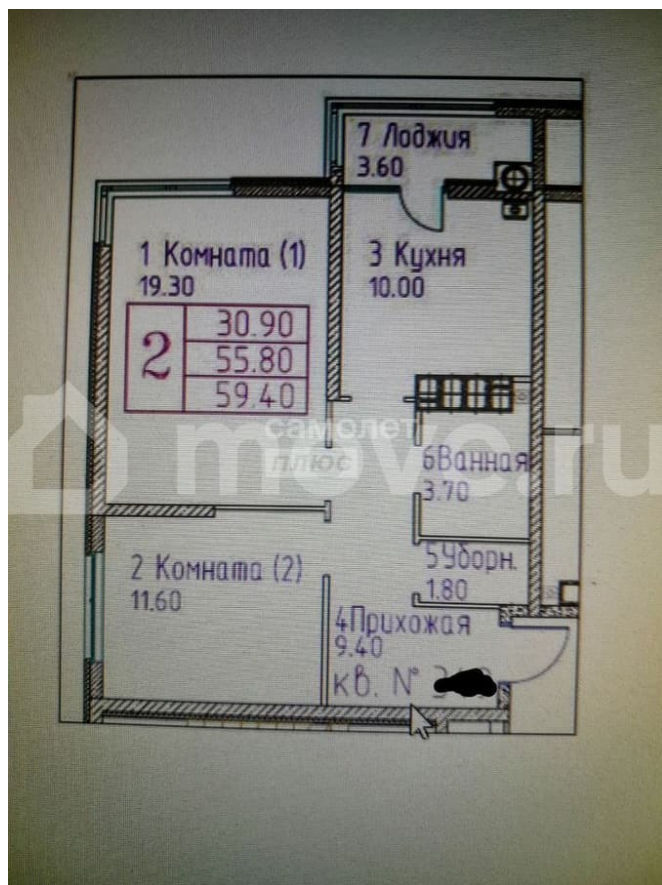 7 Лоджия
3.60
1 Комната (1)
19.30
3 Кухня
10.00
2
30.90
55.80
59.40
самолет
плюс
move.ru
6Ванная
3.70
2 Комната (2)
11.60
5Уборн.
1.80
4Прихожая
9.40
кв. №